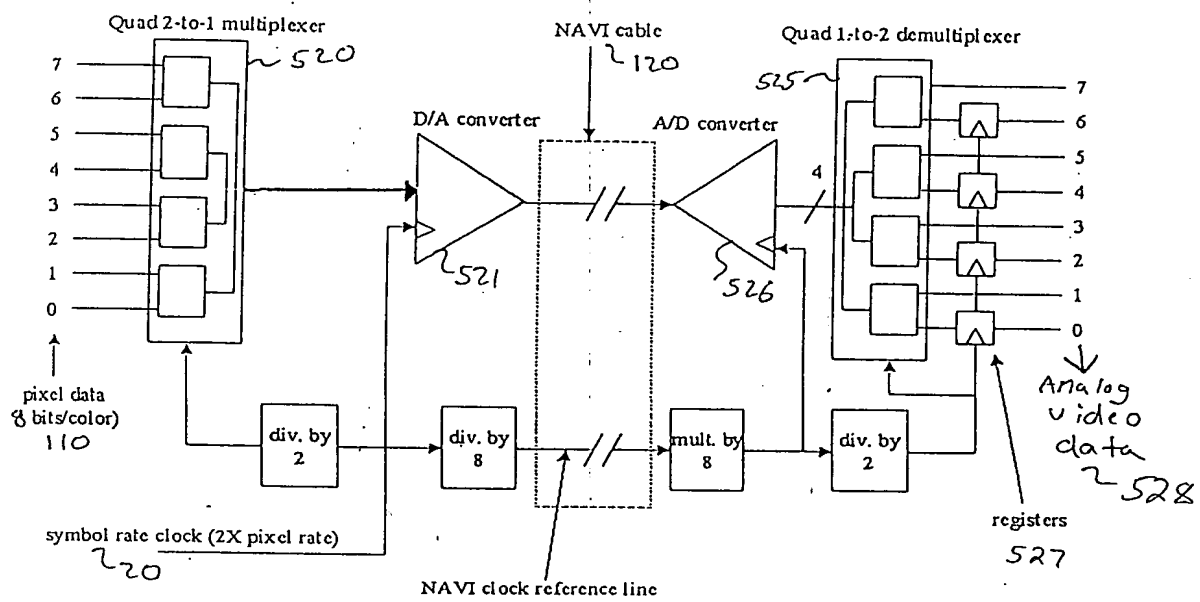 Quad 2-to-1 multiplexer
520
NAVI cable
120
Quad 1-to-2 demultiplexer
525
7
6
5
4
3
2
1
0
D/A converter
521
A/D converter
526
4
7
6
5
4
3
2
1
0
pixel data
8 bits/color)
110
div. by
2
div. by
8
mult. by
8
div. by
2
Analog
video
data
528
registers
527
symbol rate clock (2X pixel rate)
20
NAVI clock reference line